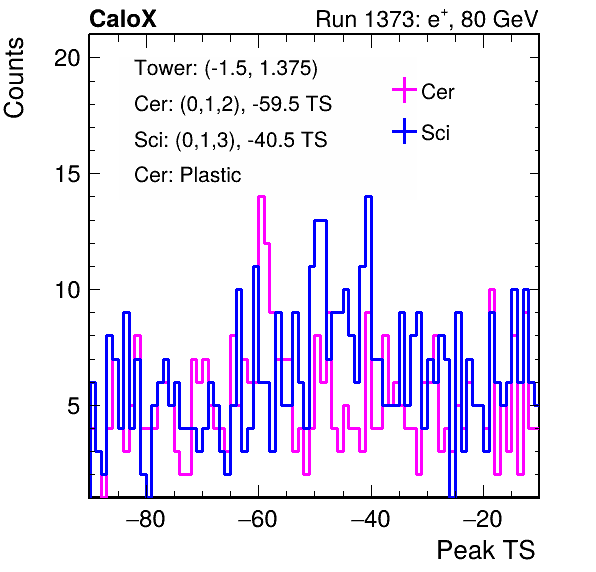 CaloX Run 1373: e⁺, 80 GeV
Counts
20
15
10
5
Tower: (-1.5, 1.375)
Cer: (0,1,2), -59.5 TS
Sci: (0,1,3), -40.5 TS
Cer: Plastic
Cer
Sci
−80 −60 −40 −20
Peak TS